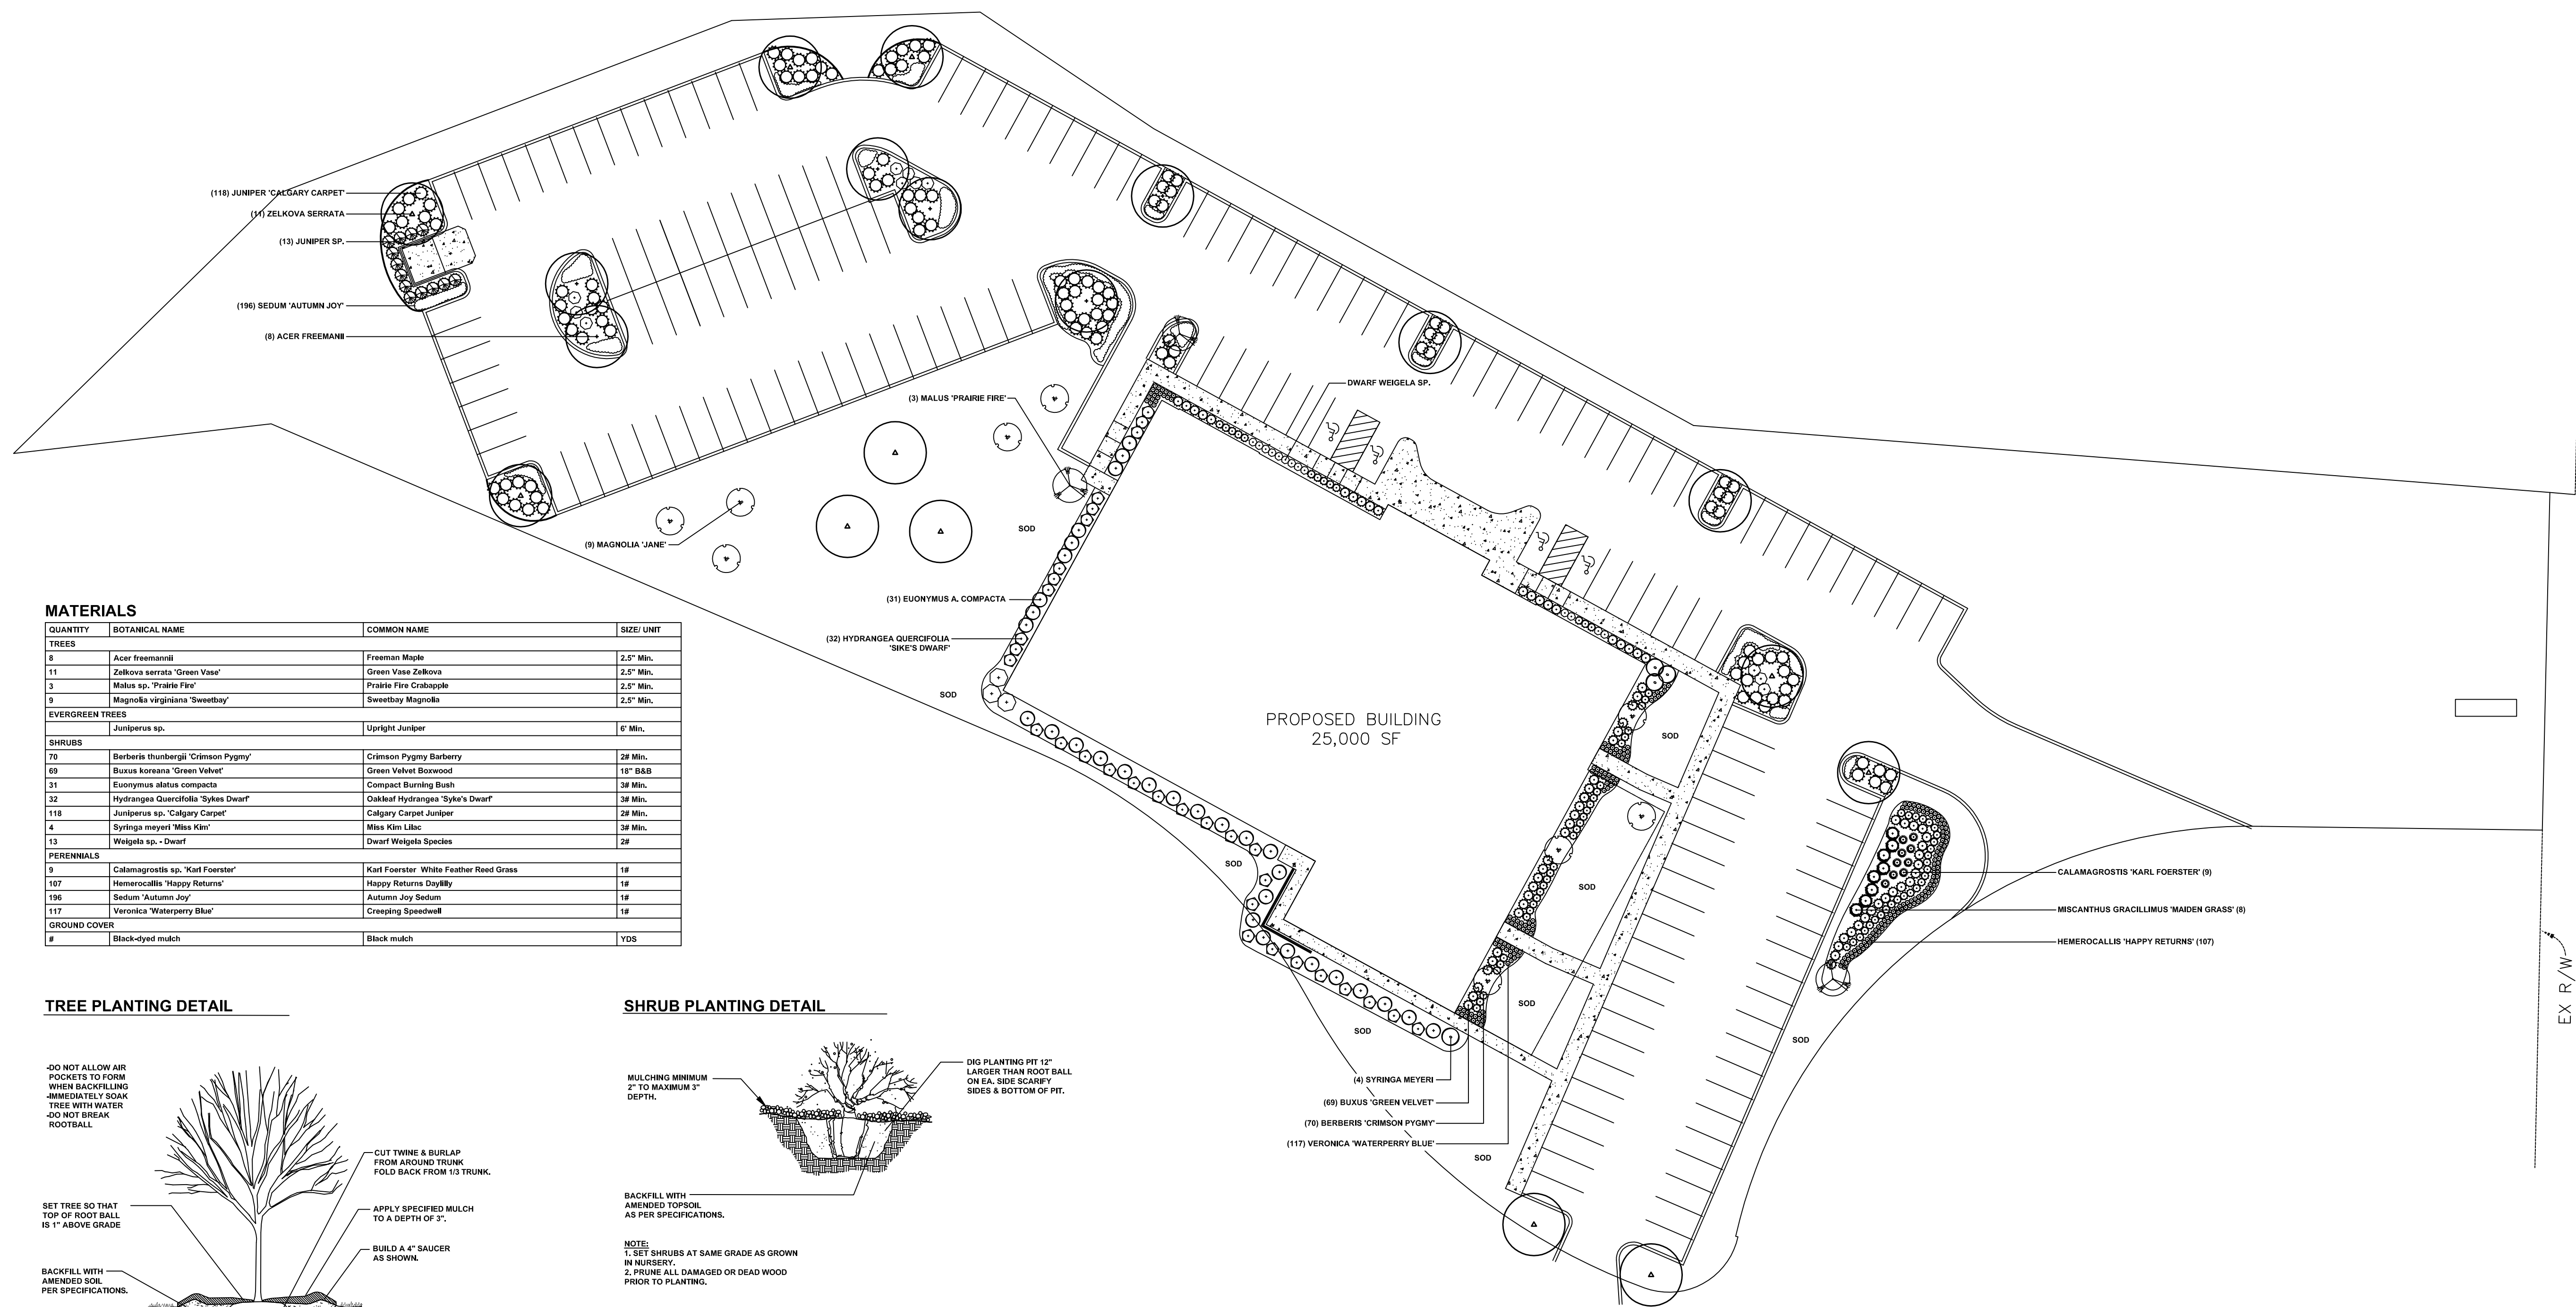 (118) JUNIPER 'CALGARY CARPET'
(11) ZELKOVA SERRATA
(13) JUNIPER SP.
(196) SEDUM 'AUTUMN JOY'
(8) ACER FREEMANII
(3) MALUS 'PRAIRIE FIRE'
DWARF WEIGELA SP.
(9) MAGNOLIA 'JANE'
SOD
(31) EUONYMUS A. COMPACTA
(32) HYDRANGEA QUERCIFOLIA
'SIKE'S DWARF'
SOD
PROPOSED BUILDING
25,000 SF
SOD
SOD
SOD
SOD
SOD
SOD
SOD
CALAMAGROSTIS 'KARL FOERSTER' (9)
MISCANTHUS GRACILLIMUS 'MAIDEN GRASS' (8)
HEMEROCALLIS 'HAPPY RETURNS' (107)
EX R/W
(4) SYRINGA MEYERI
(69) BUXUS 'GREEN VELVET'
(70) BERBERIS 'CRIMSON PYGMY'
(117) VERONICA 'WATERPERRY BLUE'
SOD
MATERIALS
QUANTITY BOTANICAL NAME COMMON NAME SIZE/ UNIT
TREES
8 Acer freemannii Freeman Maple 2.5" Min.
11 Zelkova serrata 'Green Vase' Green Vase Zelkova 2.5" Min.
3 Malus sp. 'Prairie Fire' Prairie Fire Crabapple 2.5" Min.
9 Magnolia virginiana 'Sweetbay' Sweetbay Magnolia 2.5" Min.
EVERGREEN TREES
Juniperus sp. Upright Juniper 6' Min.
SHRUBS
70 Berberis thunbergii 'Crimson Pygmy' Crimson Pygmy Barberry 2# Min.
69 Buxus koreana 'Green Velvet' Green Velvet Boxwood 18" B&B
31 Euonymus alatus compacta Compact Burning Bush 3# Min.
32 Hydrangea Quercifolia 'Sykes Dwarf' Oakleaf Hydrangea 'Syke's Dwarf' 3# Min.
118 Juniperus sp. 'Calgary Carpet' Calgary Carpet Juniper 2# Min.
4 Syringa meyeri 'Miss Kim' Miss Kim Lilac 3# Min.
13 Weigela sp. - Dwarf Dwarf Weigela Species 2#
PERENNIALS
9 Calamagrostis sp. 'Karl Foerster' Karl Foerster White Feather Reed Grass 1#
107 Hemerocallis 'Happy Returns' Happy Returns Daylilly 1#
196 Sedum 'Autumn Joy' Autumn Joy Sedum 1#
117 Veronica 'Waterperry Blue' Creeping Speedwell 1#
GROUND COVER
# Black-dyed mulch Black mulch YDS
TREE PLANTING DETAIL
-DO NOT ALLOW AIR
POCKETS TO FORM
WHEN BACKFILLING
-IMMEDIATELY SOAK
TREE WITH WATER
-DO NOT BREAK
ROOTBALL
CUT TWINE & BURLAP
FROM AROUND TRUNK
FOLD BACK FROM 1/3 TRUNK.
SET TREE SO THAT
TOP OF ROOT BALL
IS 1" ABOVE GRADE
APPLY SPECIFIED MULCH
TO A DEPTH OF 3".
BUILD A 4" SAUCER
AS SHOWN.
BACKFILL WITH
AMENDED SOIL
PER SPECIFICATIONS.
SHRUB PLANTING DETAIL
MULCHING MINIMUM
2" TO MAXIMUM 3"
DEPTH.
DIG PLANTING PIT 12"
LARGER THAN ROOT BALL
ON EA. SIDE SCARIFY
SIDES & BOTTOM OF PIT.
BACKFILL WITH
AMENDED TOPSOIL
AS PER SPECIFICATIONS.
NOTE:
1. SET SHRUBS AT SAME GRADE AS GROWN
IN NURSERY.
2. PRUNE ALL DAMAGED OR DEAD WOOD
PRIOR TO PLANTING.